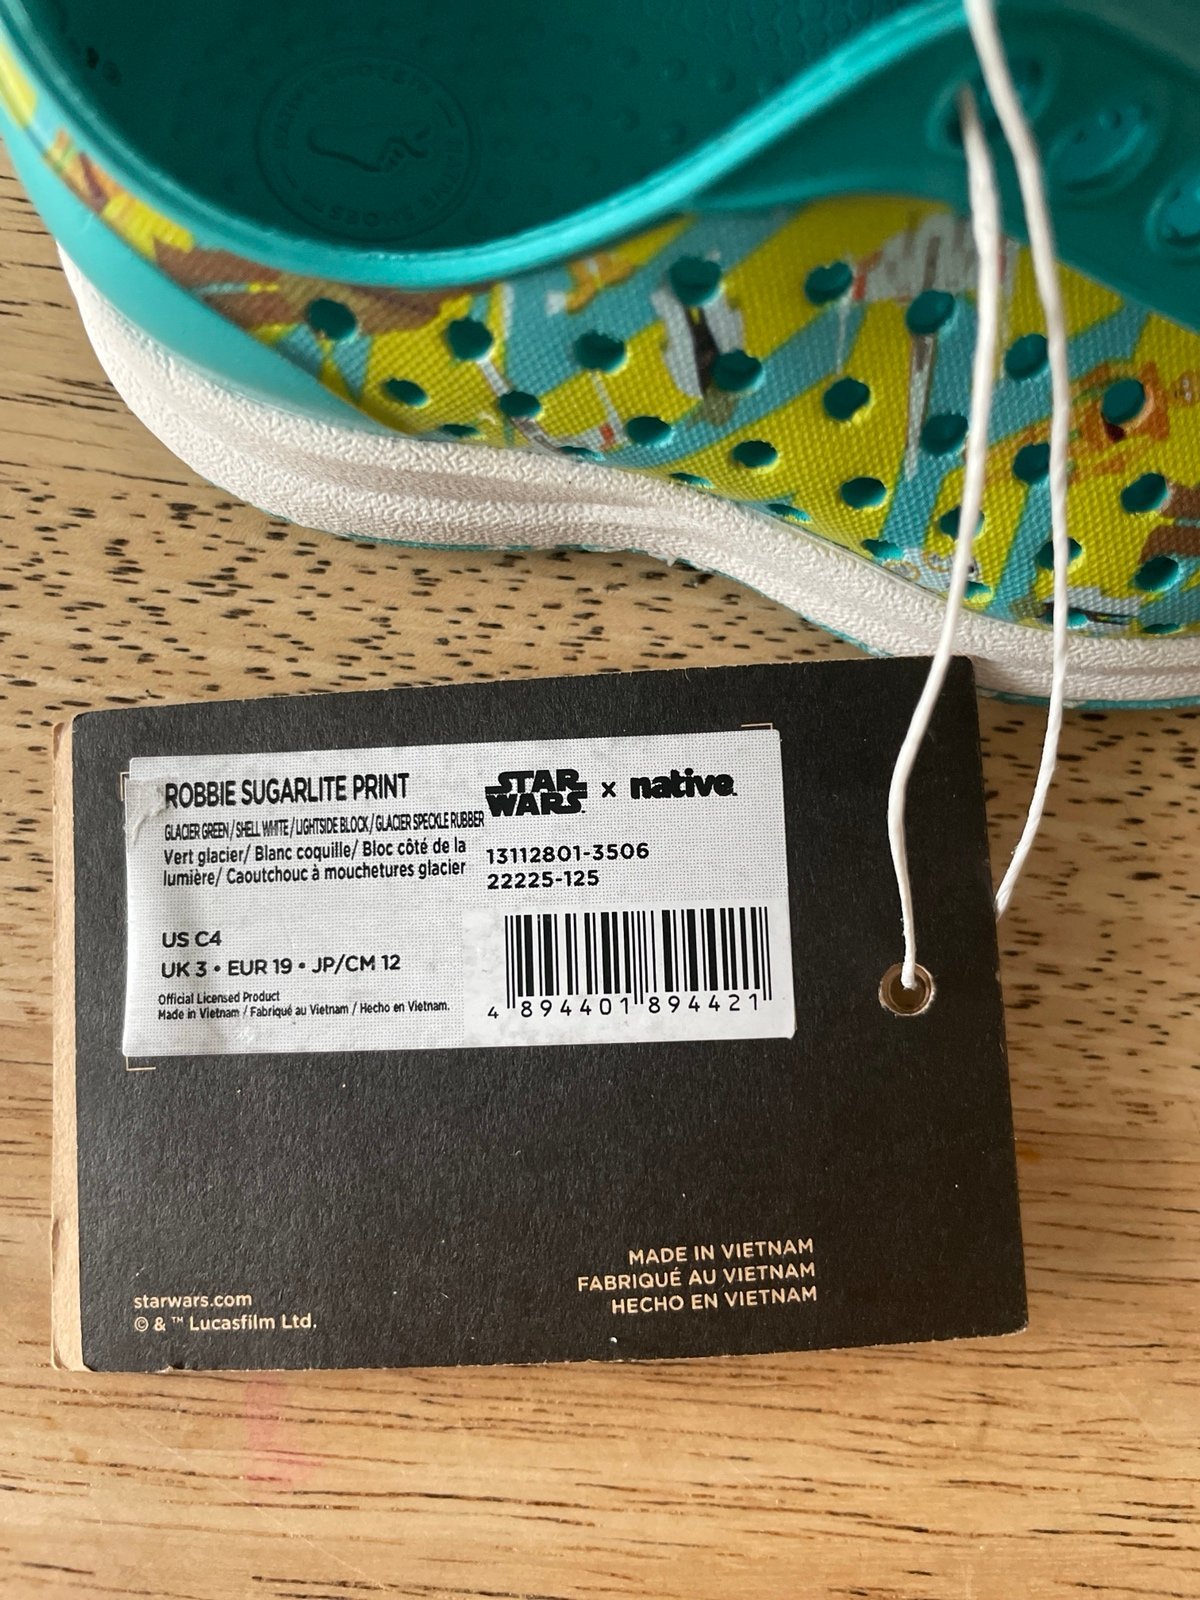 ROBBIE SUGARLITE PRINT
STAR WARS x native.
GLACIER GREEN/SHELL WHITE/LIGHTSIDE BLOCK/GLACIER SPECKLE RUBBER
Vert glacier/ Blanc coquille/ Bloc côté de la
lumière/ Caoutchouc à mouchetures glacier
13112801-3506
22225-125
US C4
UK 3 • EUR 19 • JP/CM 12
Official Licensed Product
Made in Vietnam / Fabriqué au Vietnam / Hecho en Vietnam.
4 894401 894421
MADE IN VIETNAM
FABRIQUÉ AU VIETNAM
HECHO EN VIETNAM
starwars.com
© & ™ Lucasfilm Ltd.